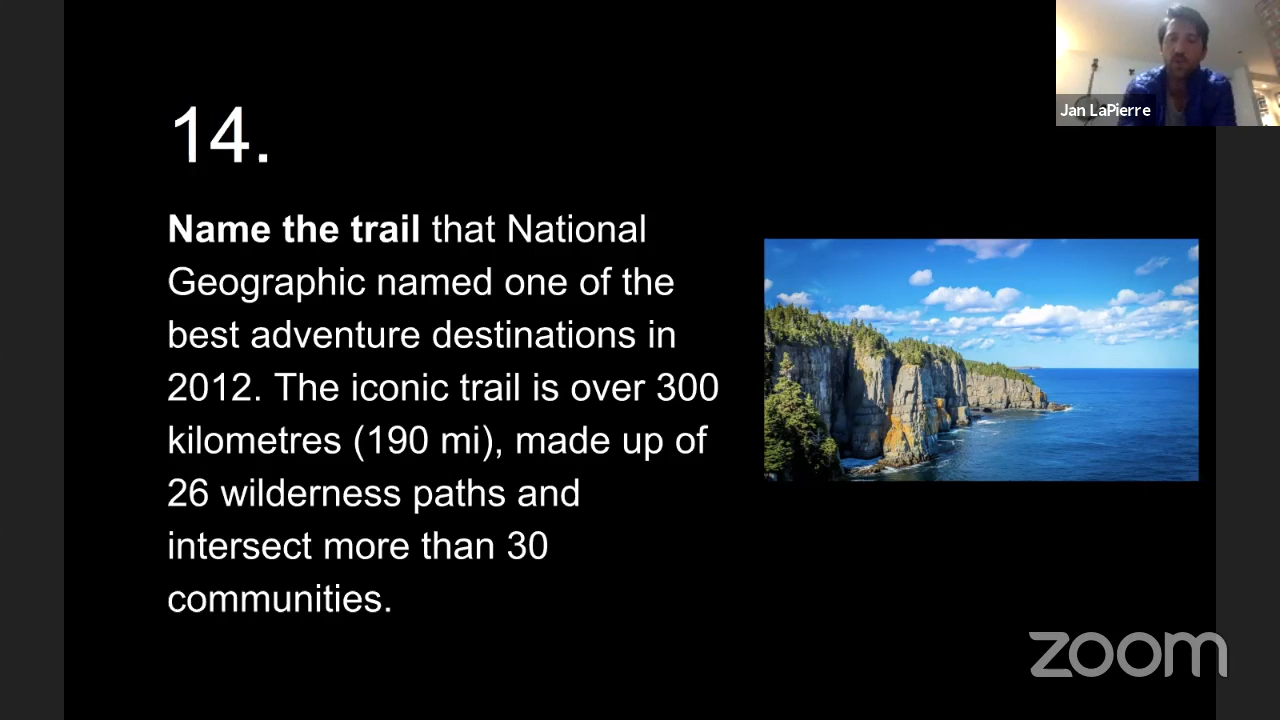 14.
Name the trail that National
Geographic named one of the
best adventure destinations in
2012. The iconic trail is over 300
kilometres (190 mi), made up of
26 wilderness paths and
intersect more than 30
communities.
Jan LaPierre
zoom